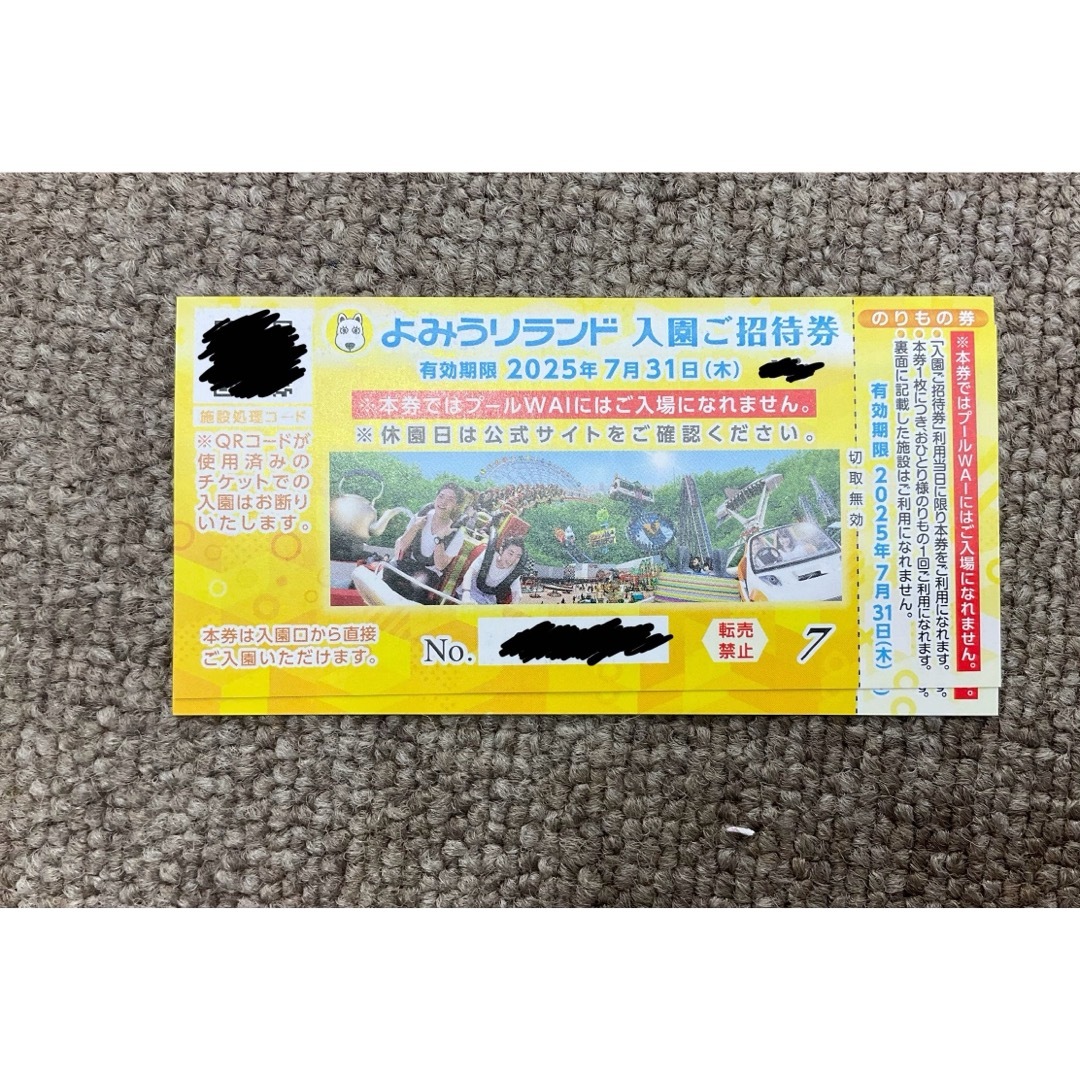 よみうりランド 入園ご招待券
有効期限 2025年7月31日(木)
※本券ではプールWAIにはご入場になれません。
※休園日は公式サイトをご確認ください。
施設処理コード
※QRコードが
使用済みの
チケットでの
入園はお断り
いたします。
本券は入園口から直接
ご入園いただけます。
No.
転売
禁止
7
切取無効
のりもの券
※本券ではプールWAIにはご入場になれません。
「入園ご招待券」利用当日に限り本券をご利用になれます。
本券1枚につき、おひとり様のりもの1回ご利用になれます。
裏面に記載した施設はご利用になれません。
有効期限 2025年7月31日(木)